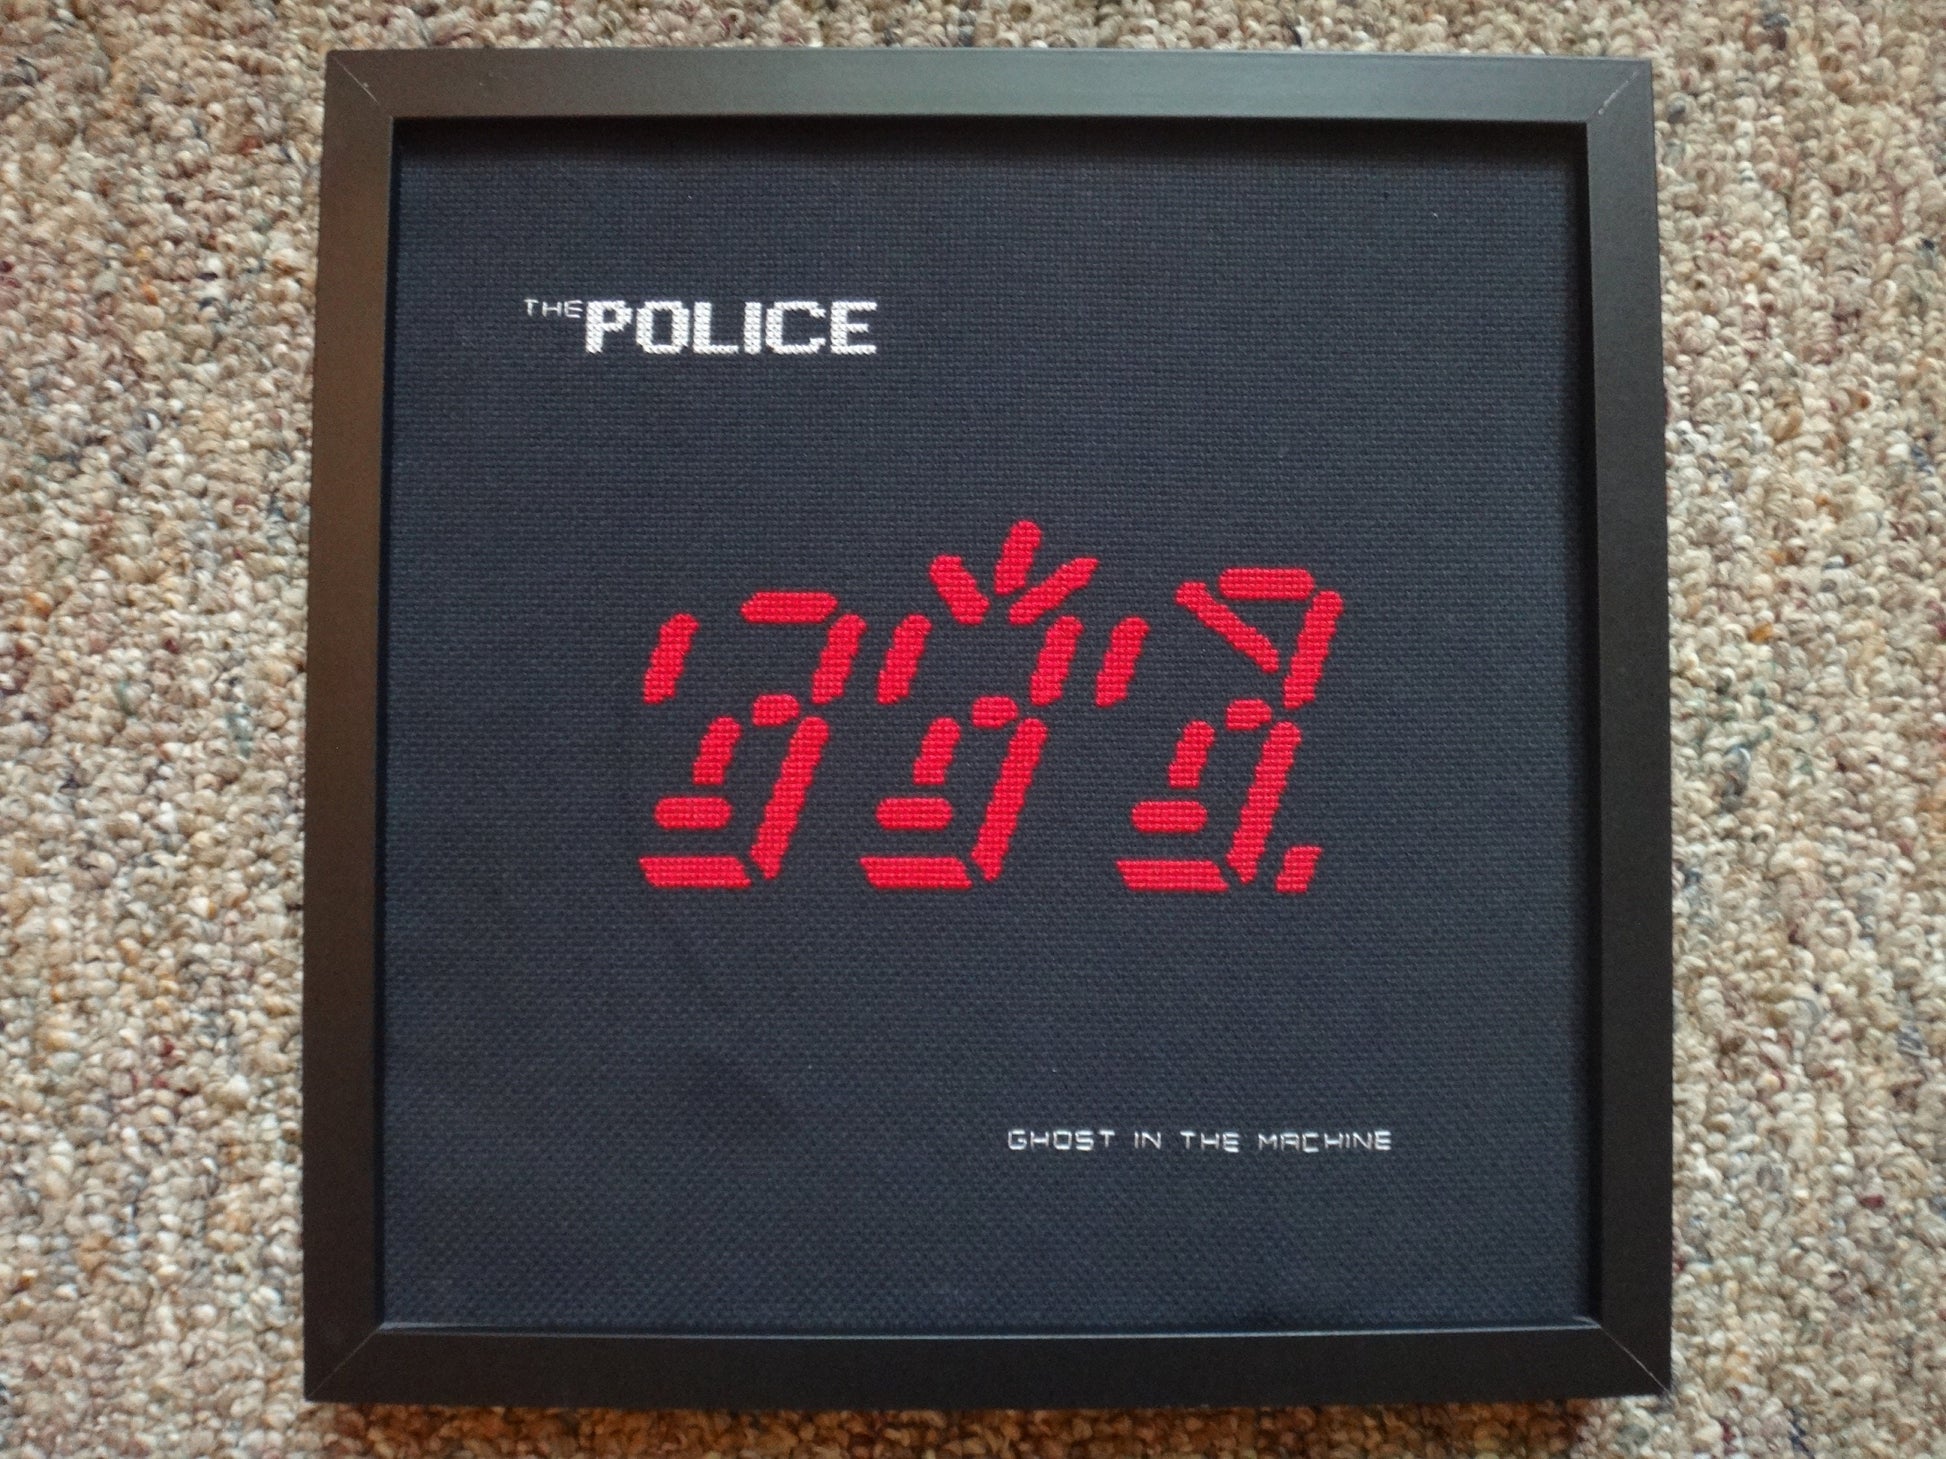 THE POLICE
GHOST IN THE MACHINE